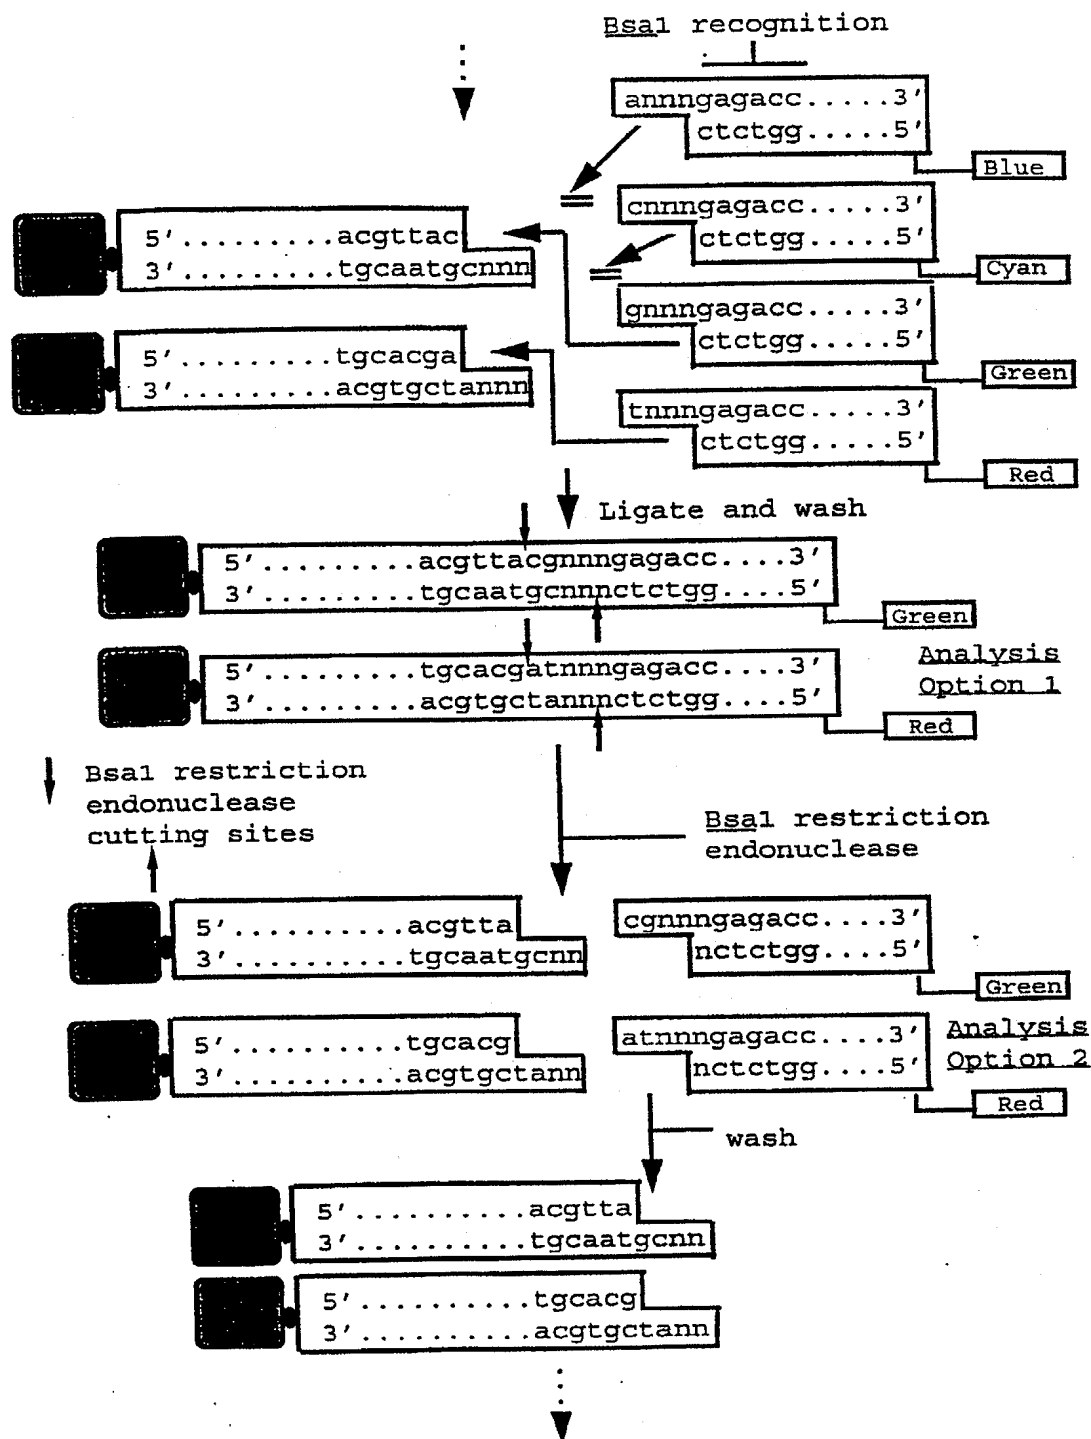 Bsa1 recognition
annngagacc.....3'
ctctgg.....5'
Blue
cnnngagacc.....3'
ctctgg.....5'
Cyan
5'.........acgttac
3'.........tgcaatgcnnn
gnnngagacc.....3'
ctctgg.....5'
Green
5'.........tgcacga
3'.........acgtgctannn
tnnngagacc.....3'
ctctgg.....5'
Red
Ligate and wash
5'.........acgttacgnnngagacc....3'
3'.........tgcaatgcnnnctctgg....5'
Green
5'.........tgcacgatnnngagacc....3'
3'.........acgtgctannnctctgg....5'
Red
Analysis
Option 1
Bsa1 restriction
endonuclease
cutting sites
Bsa1 restriction
endonuclease
5'..........acgtta
3'..........tgcaatgcnn
cgnnngagacc....3'
nctctgg....5'
Green
5'..........tgcacg
3'..........acgtgctann
atnnngagacc....3'
nctctgg....5'
Red
Analysis
Option 2
wash
5'..........acgtta
3'..........tgcaatgcnn
5'..........tgcacg
3'..........acgtgctann